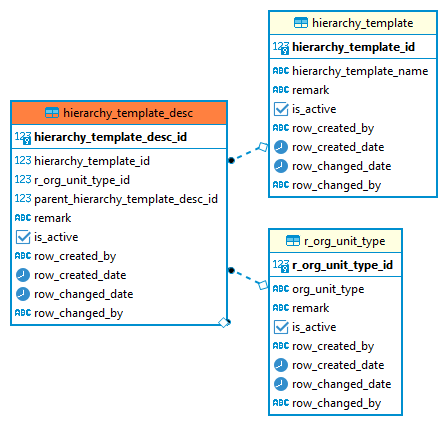 hierarchy_template
123 hierarchy_template_id
ABC hierarchy_template_name
ABC remark
is_active
ABC row_created_by
row_created_date
row_changed_date
ABC row_changed_by
hierarchy_template_desc
123 hierarchy_template_desc_id
123 hierarchy_template_id
123 r_org_unit_type_id
123 parent_hierarchy_template_desc_id
ABC remark
is_active
ABC row_created_by
row_created_date
row_changed_date
ABC row_changed_by
r_org_unit_type
123 r_org_unit_type_id
ABC org_unit_type
ABC remark
is_active
ABC row_created_by
row_created_date
row_changed_date
ABC row_changed_by